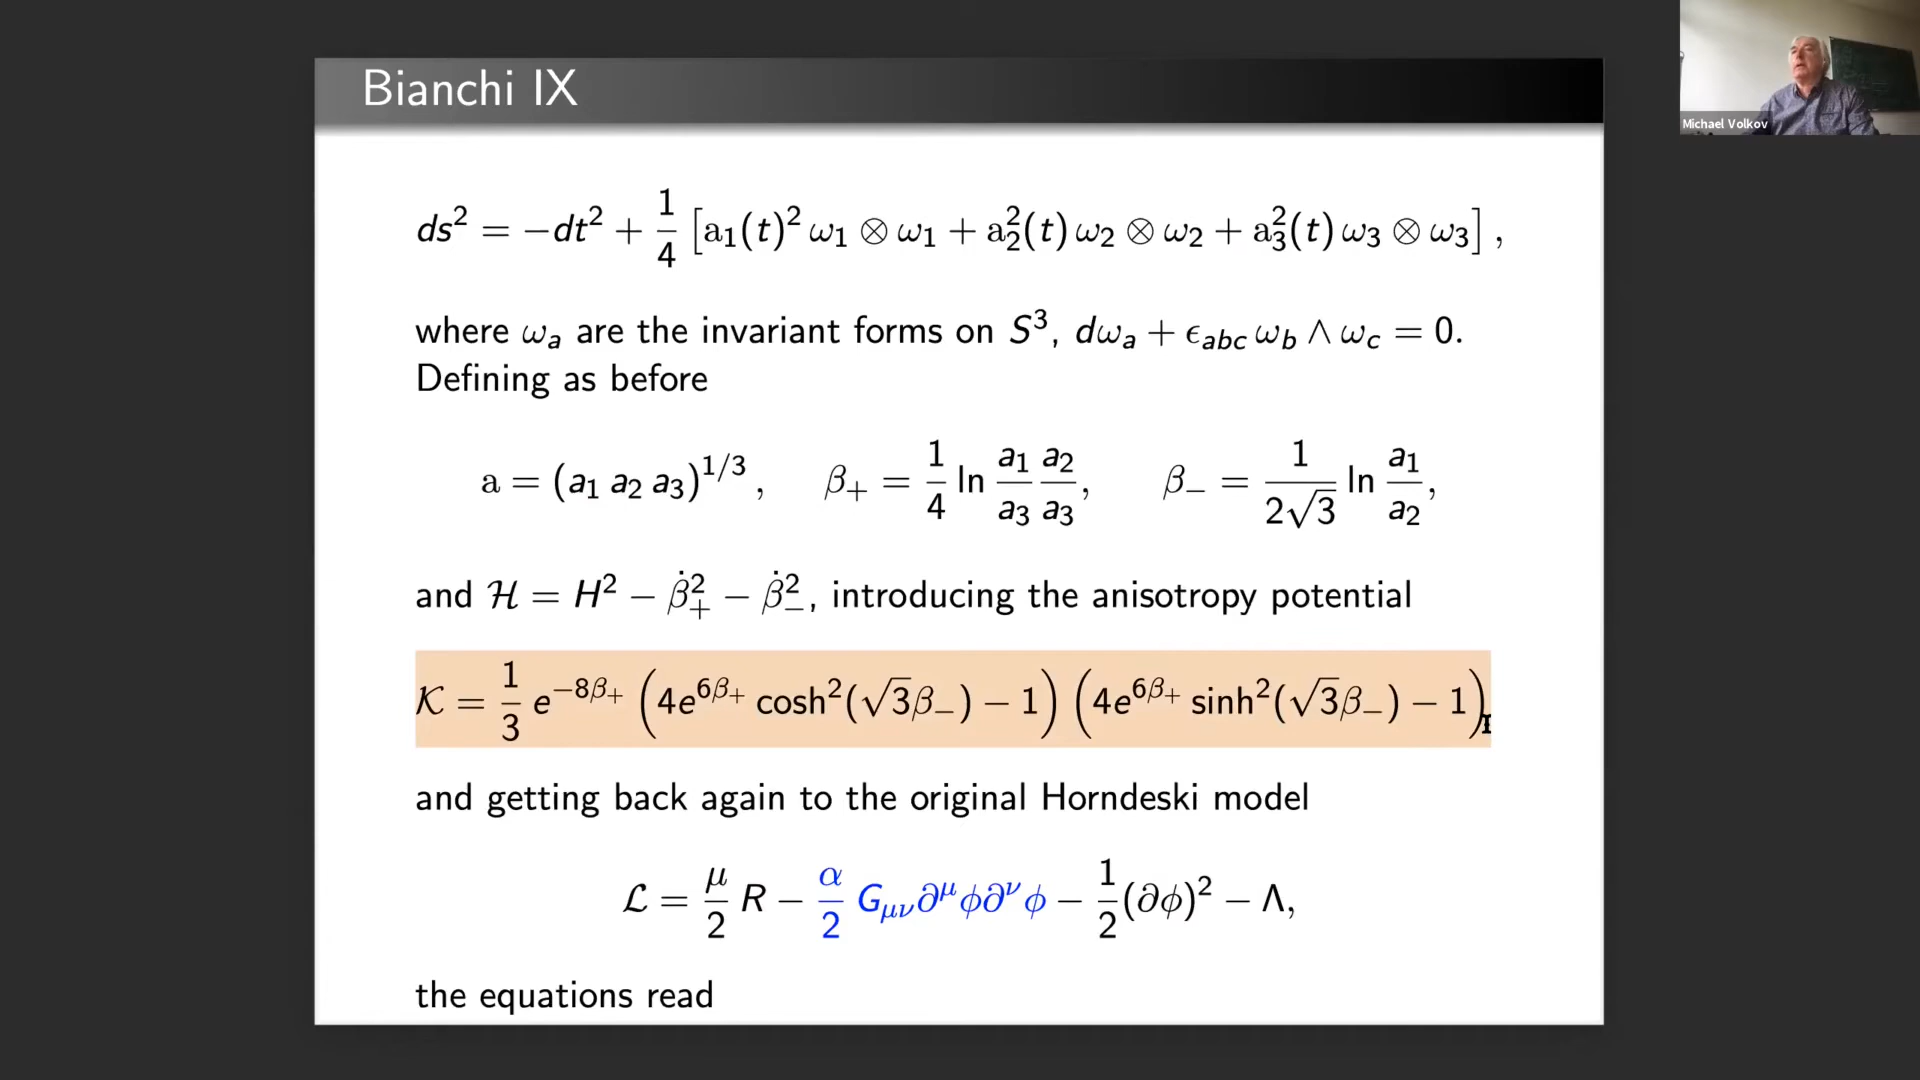 Bianchi IX
Michael Volkov
ds² = −dt² + 1/4 [a₁(t)² ω₁ ⊗ ω₁ + a₂²(t) ω₂ ⊗ ω₂ + a₃²(t) ω₃ ⊗ ω₃] ,
where ωₐ are the invariant forms on S³, dωₐ + ϵ_{abc} ω_b ∧ ω_c = 0.
Defining as before
a = (a₁ a₂ a₃)^{1/3} , β₊ = 1/4 ln a₁/a₃ a₂/a₃, β₋ = 1/(2√3) ln a₁/a₂,
and ℋ = H² − β̇₊² − β̇₋², introducing the anisotropy potential
𝒦 = 1/3 e^{−8β₊} (4e^{6β₊} cosh²(√3β₋) − 1) (4e^{6β₊} sinh²(√3β₋) − 1)
and getting back again to the original Horndeski model
ℒ = μ/2 R − α/2 G_{μν}∂^μϕ∂^νϕ − 1/2(∂ϕ)² − Λ,
the equations read